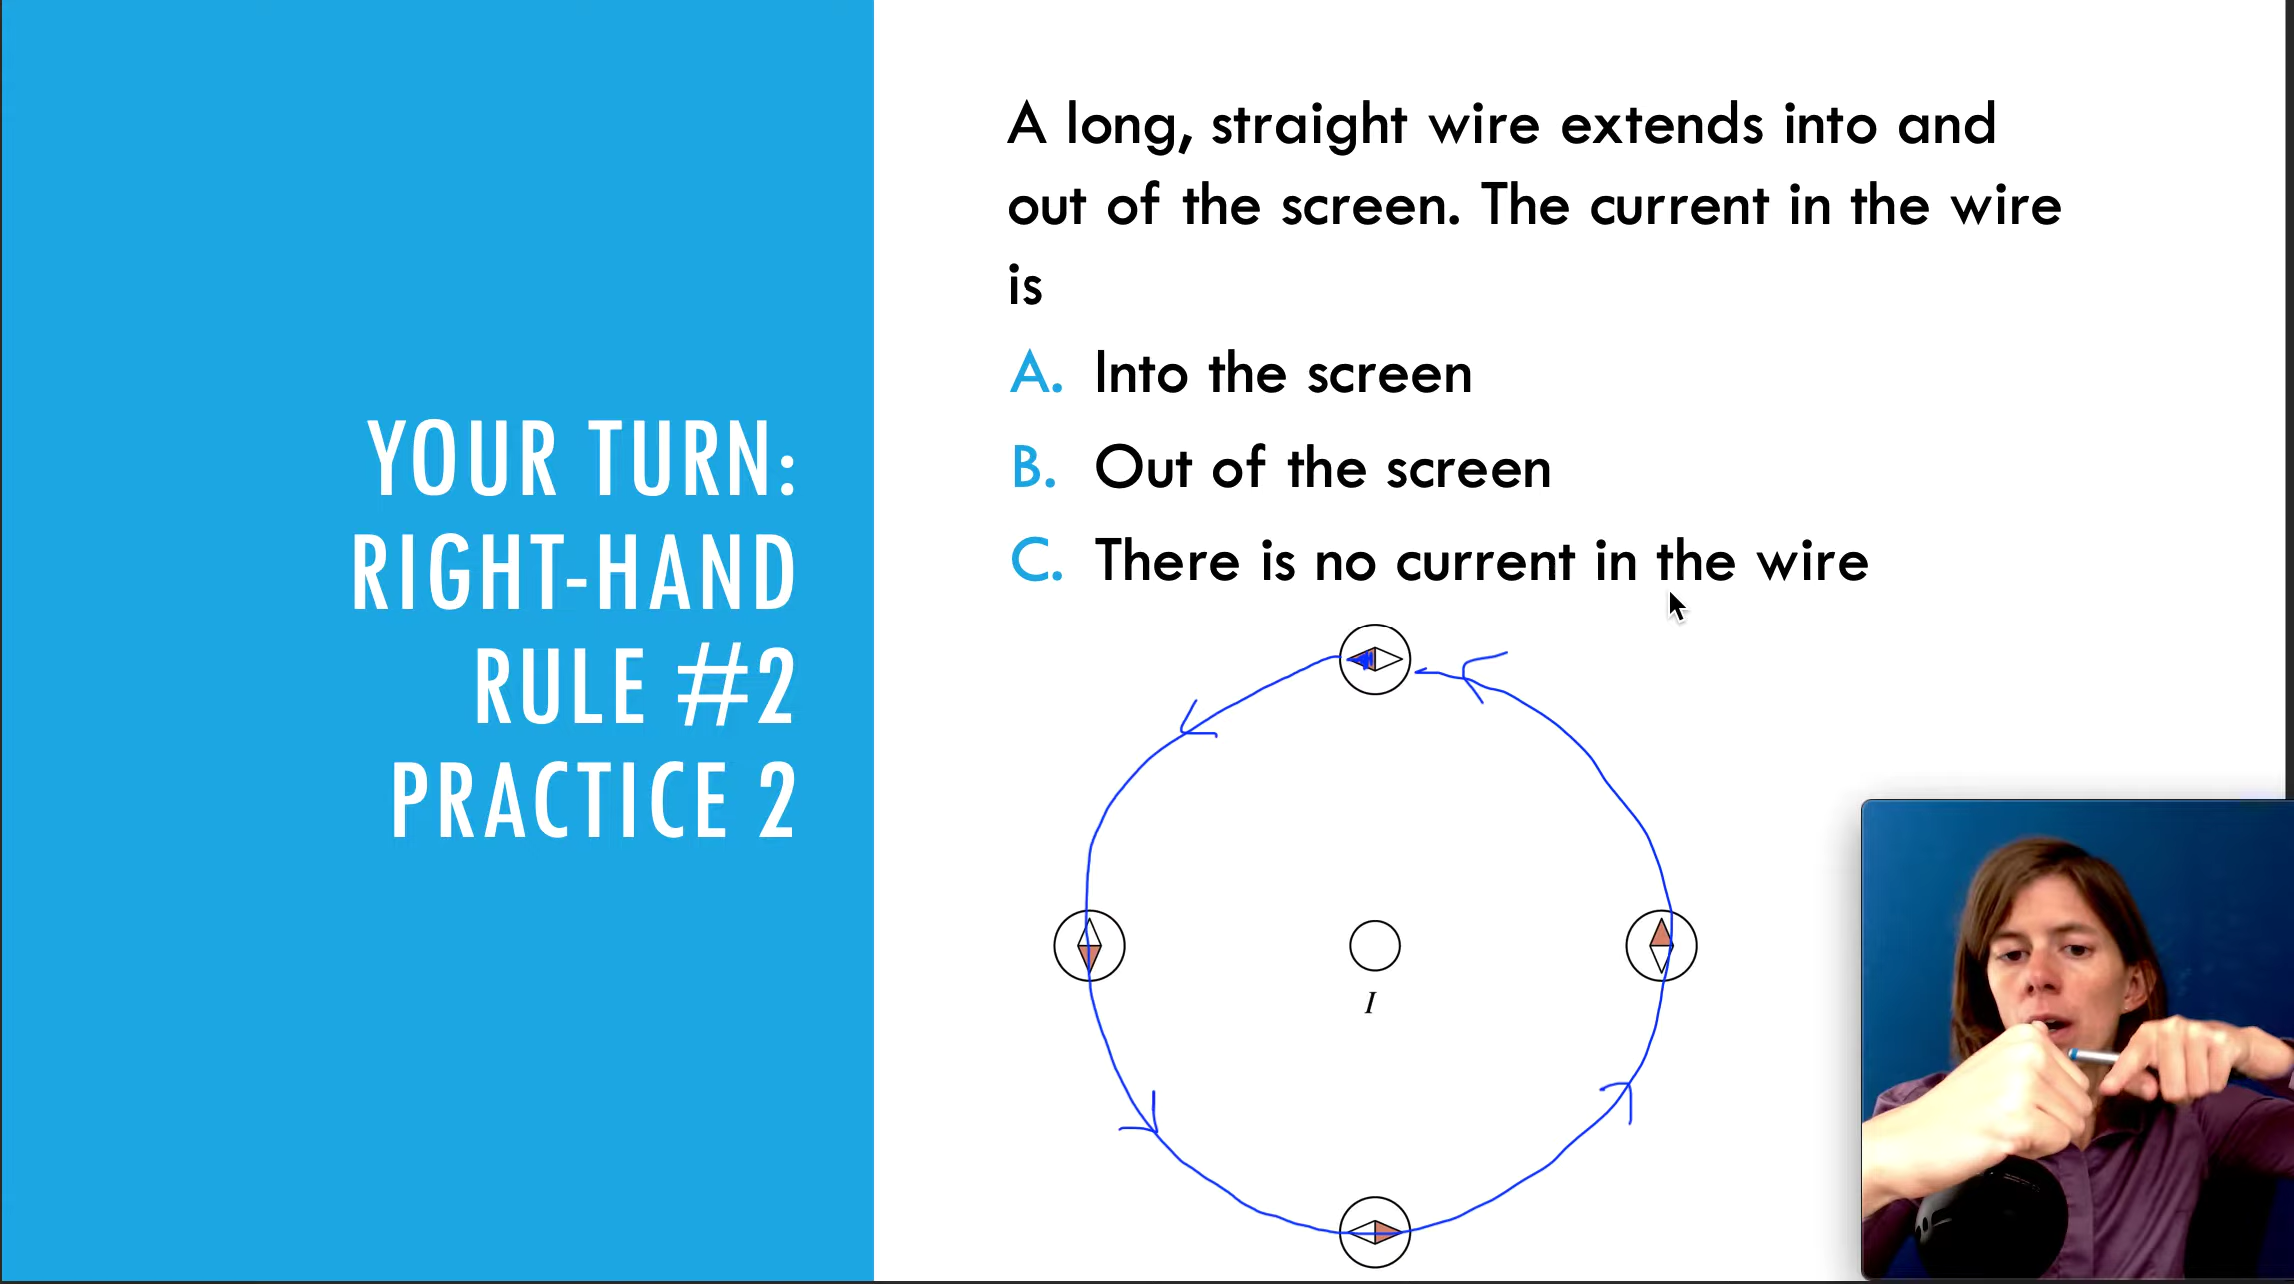 YOUR TURN:
RIGHT-HAND
RULE #2
PRACTICE 2
A long, straight wire extends into and
out of the screen. The current in the wire
is
A. Into the screen
B. Out of the screen
C. There is no current in the wire
I